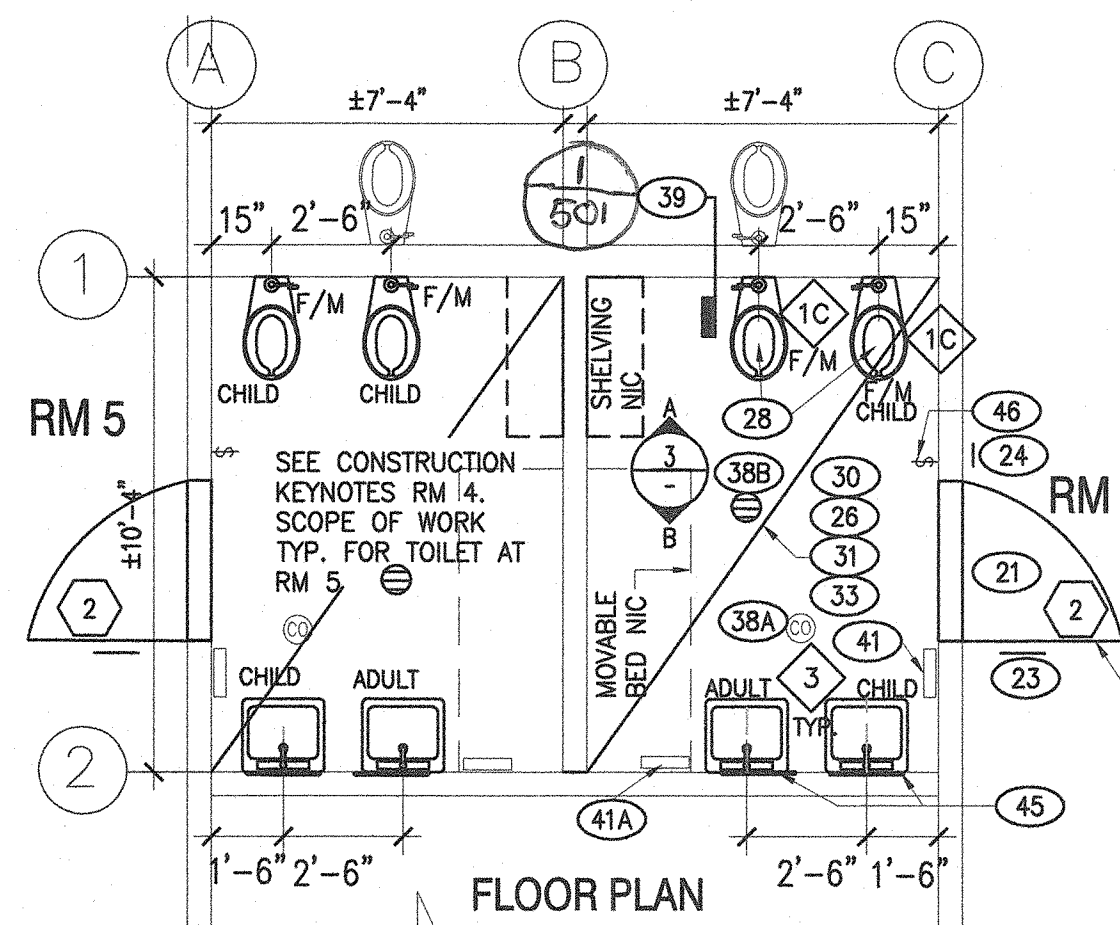 A
B
C
±7'-4"
±7'-4"
1
501
39
15"
2'-6"
2'-6"
15"
1
F/M
F/M
1C
1C
F/M
F/M
CHILD
CHILD
CHILD
SHELVING
NIC
28
RM 5
46
24
RM
A
3
-
B
38B
SEE CONSTRUCTION
KEYNOTES RM 4.
SCOPE OF WORK
TYP. FOR TOILET AT
RM 5
±10'-4"
30
26
31
33
21
2
2
CO
MOVABLE
BED NIC
38A
CO
41
23
CHILD
ADULT
ADULT
3
TYP.
CHILD
2
41A
45
1'-6"
2'-6"
2'-6"
1'-6"
FLOOR PLAN